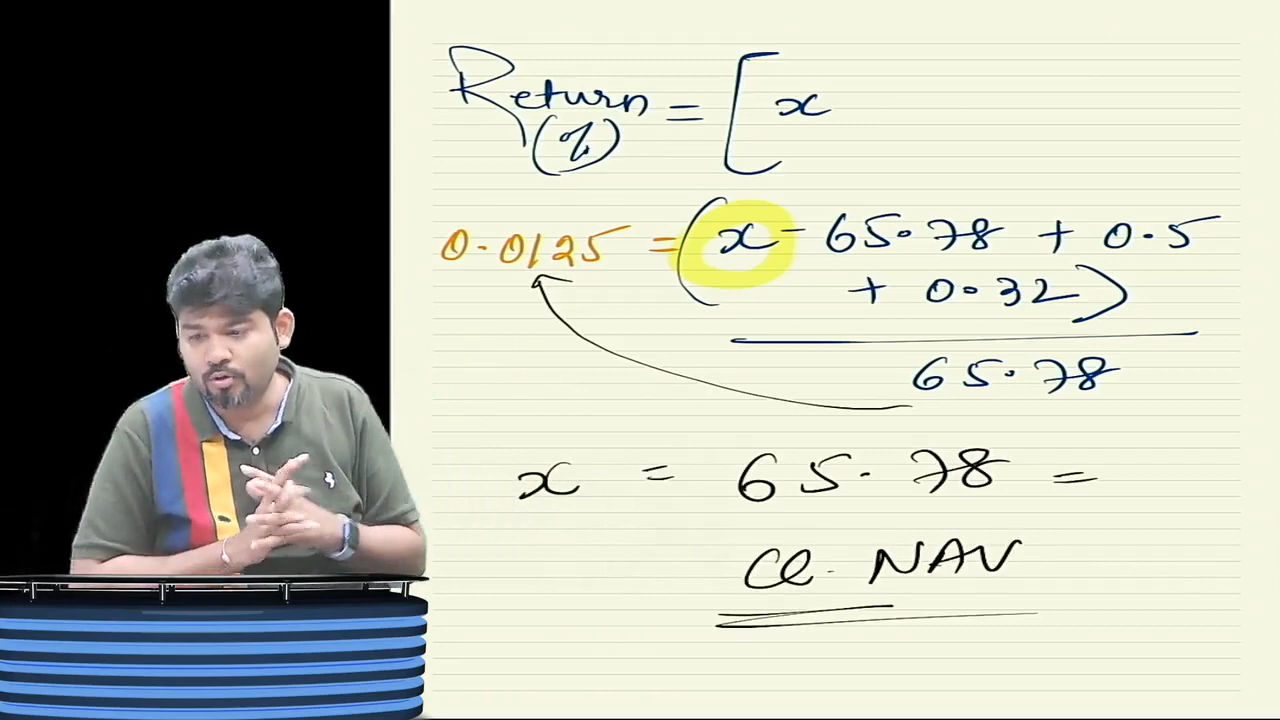 Return = [ x
(%)
0.0125 = (x - 65.78 + 0.5
+ 0.32)
65.78
x = 65.78 =
Cl. NAV